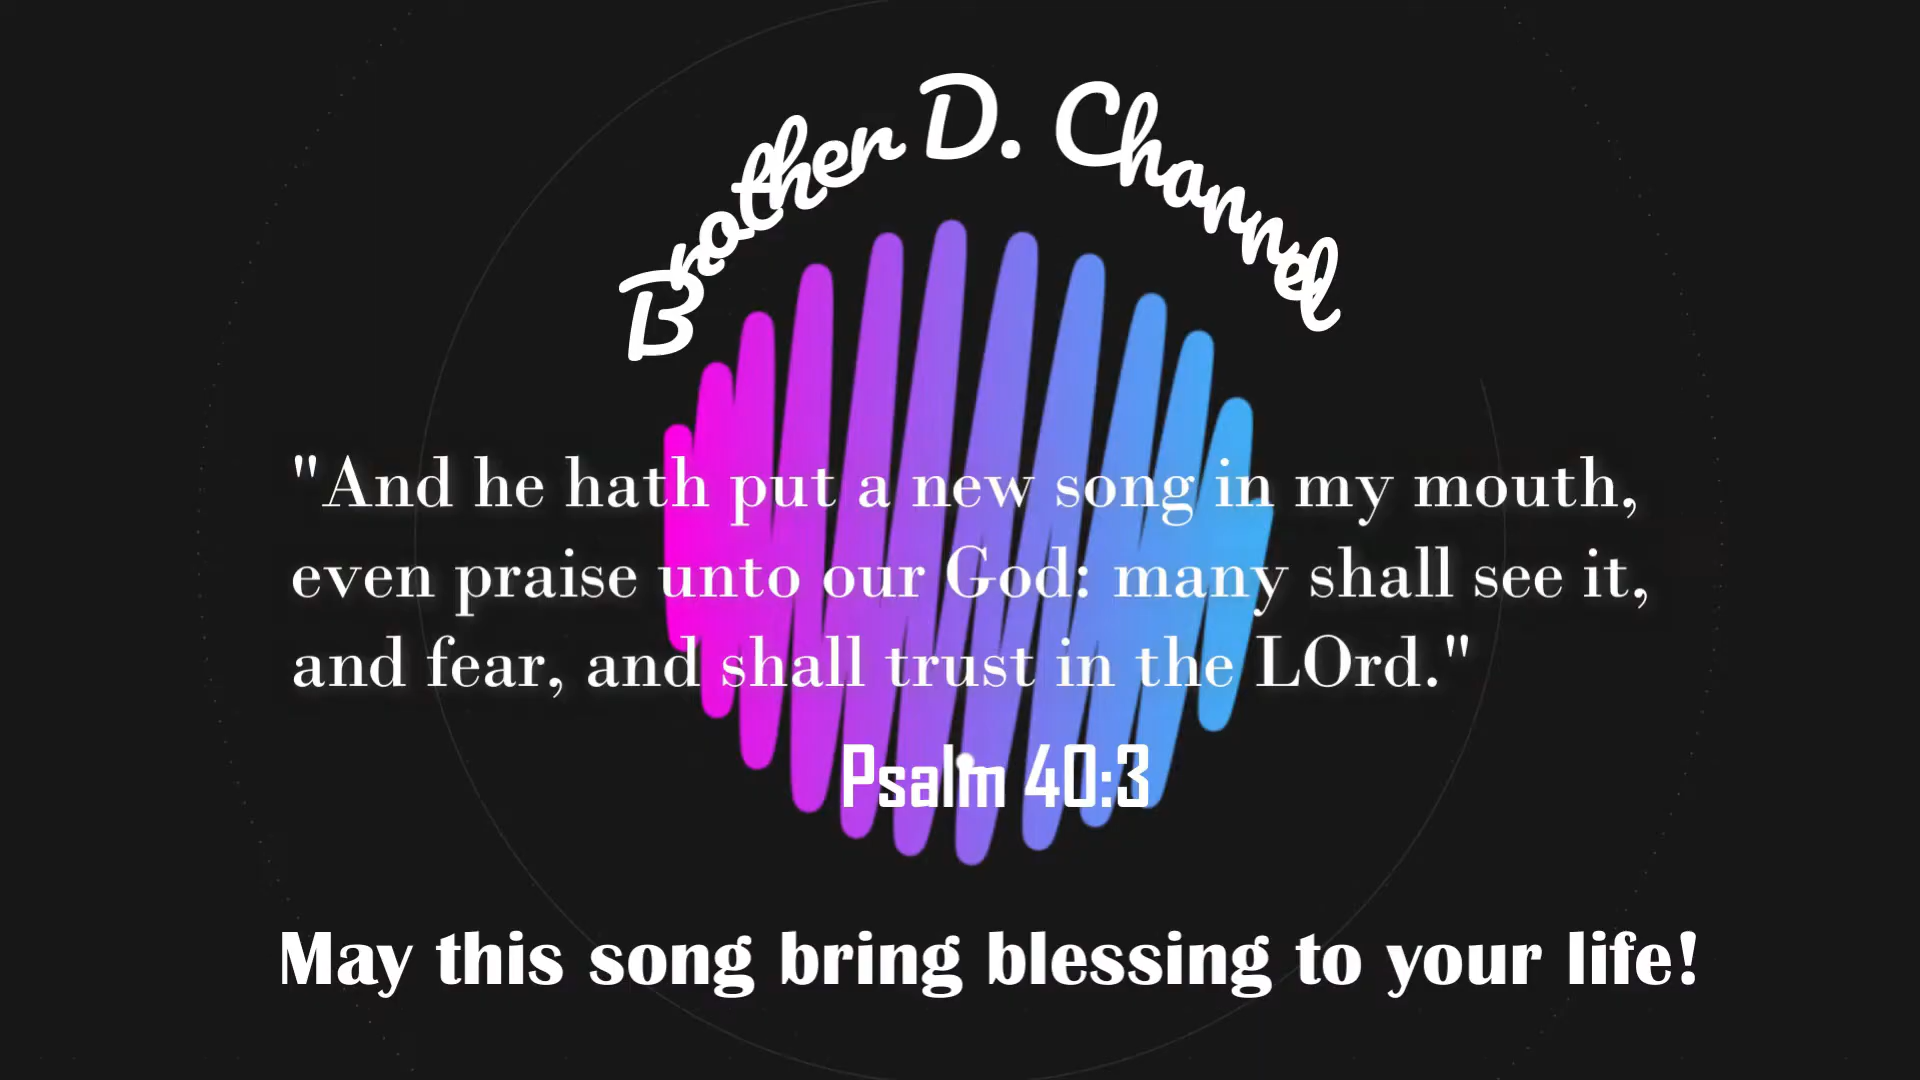 Brother D. Channel
"And he hath put a new song in my mouth,
even praise unto our God: many shall see it,
and fear, and shall trust in the LOrd."
Psalm 40:3
May this song bring blessing to your life!